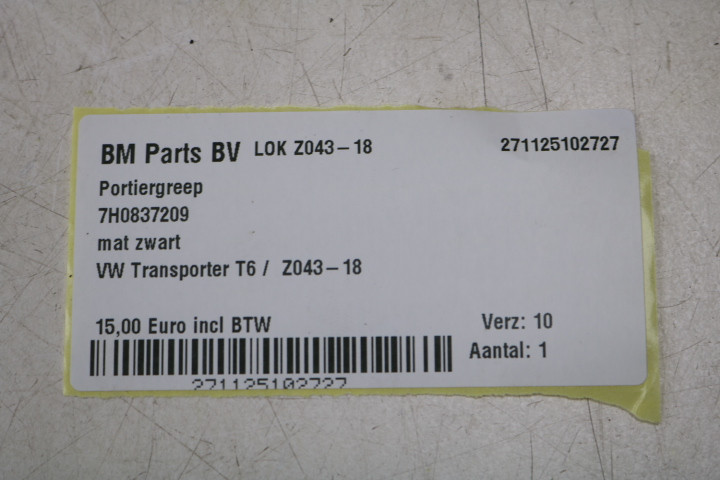 BM Parts BV LOK Z043-18 271125102727
Portiergreep
7H0837209
mat zwart
VW Transporter T6 / Z043-18
15,00 Euro incl BTW Verz: 10
Aantal: 1
271125102727